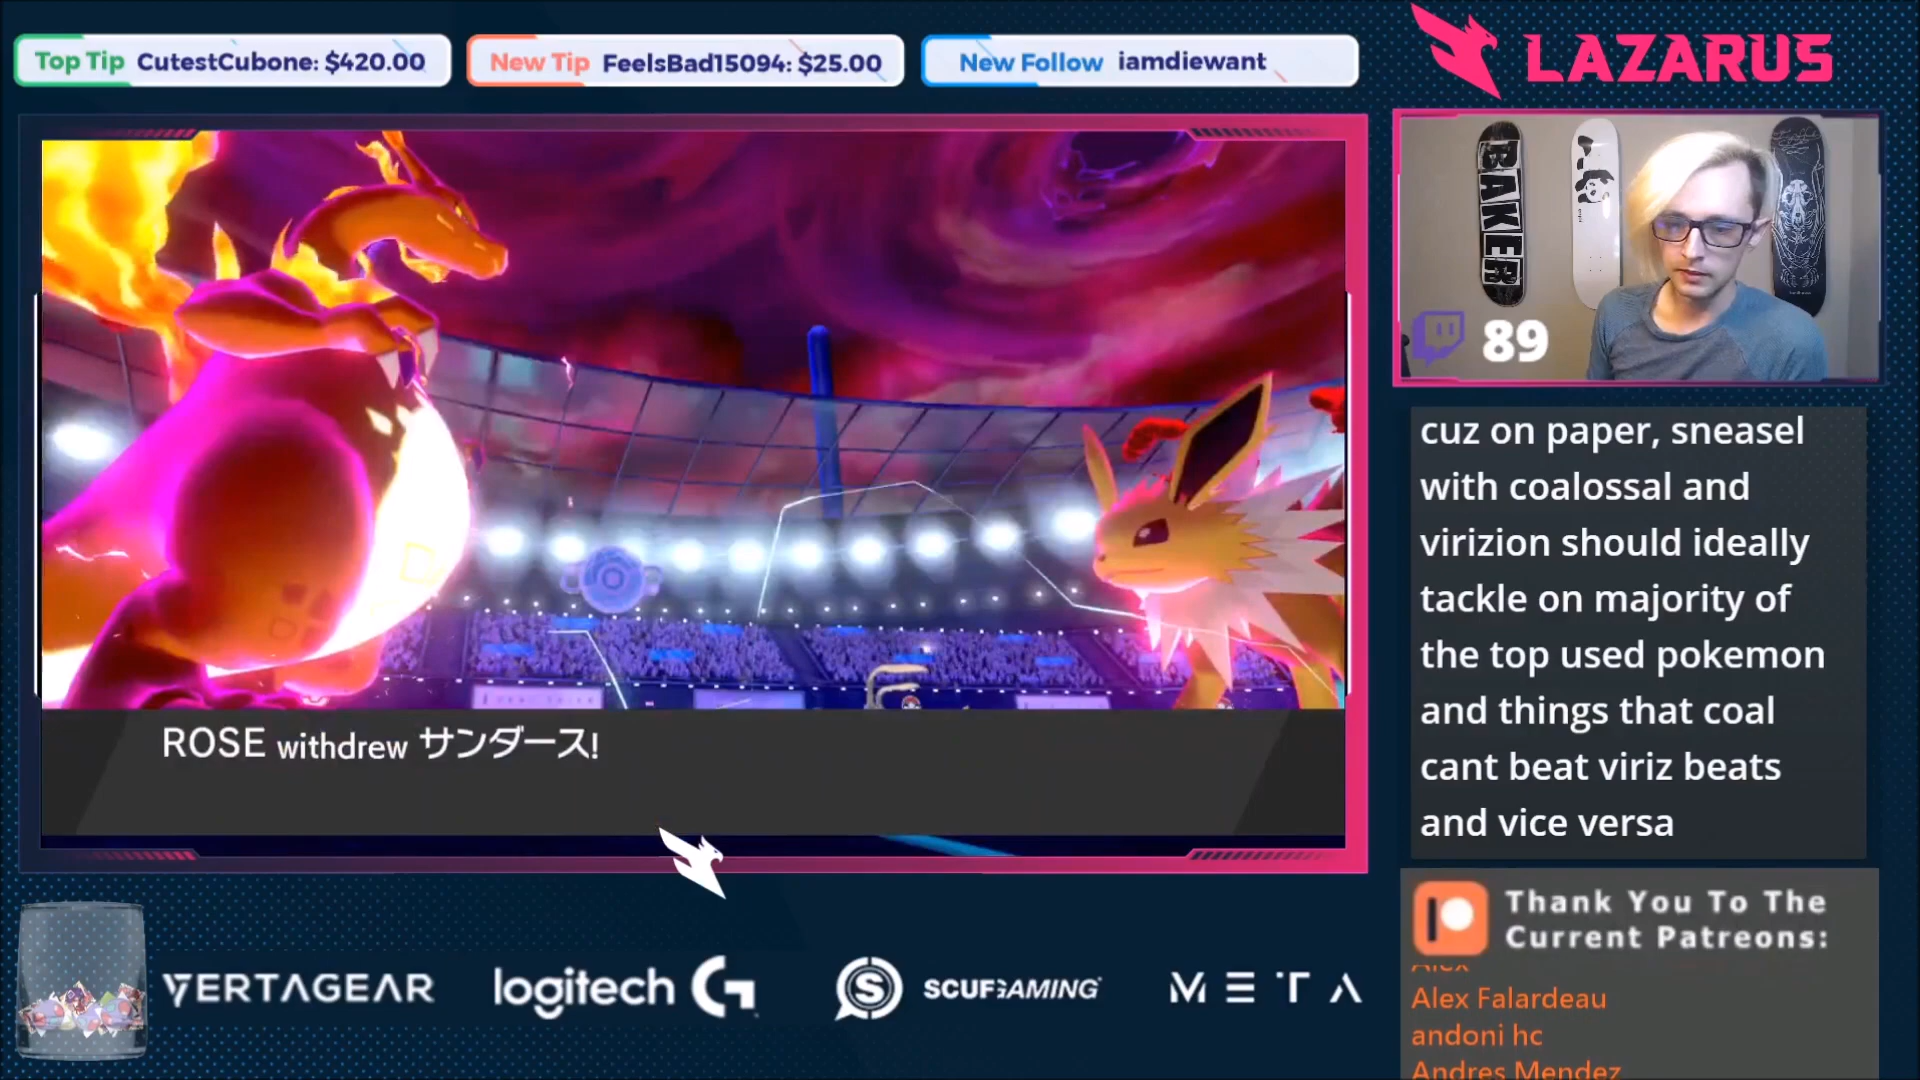 Top Tip CutestCubone: $420.00
New Tip FeelsBad15094: $25.00
New Follow iamdiewant
LAZARUS
BAKER
89
cuz on paper, sneasel
with coalossal and
virizion should ideally
tackle on majority of
the top used pokemon
and things that coal
cant beat viriz beats
and vice versa
ROSE withdrew サンダース!
Thank You To The
Current Patreons:
Alex
Alex Falardeau
andoni hc
Andres Mendez
VERTAGEAR
logitech G
S SCUFGAMING
META